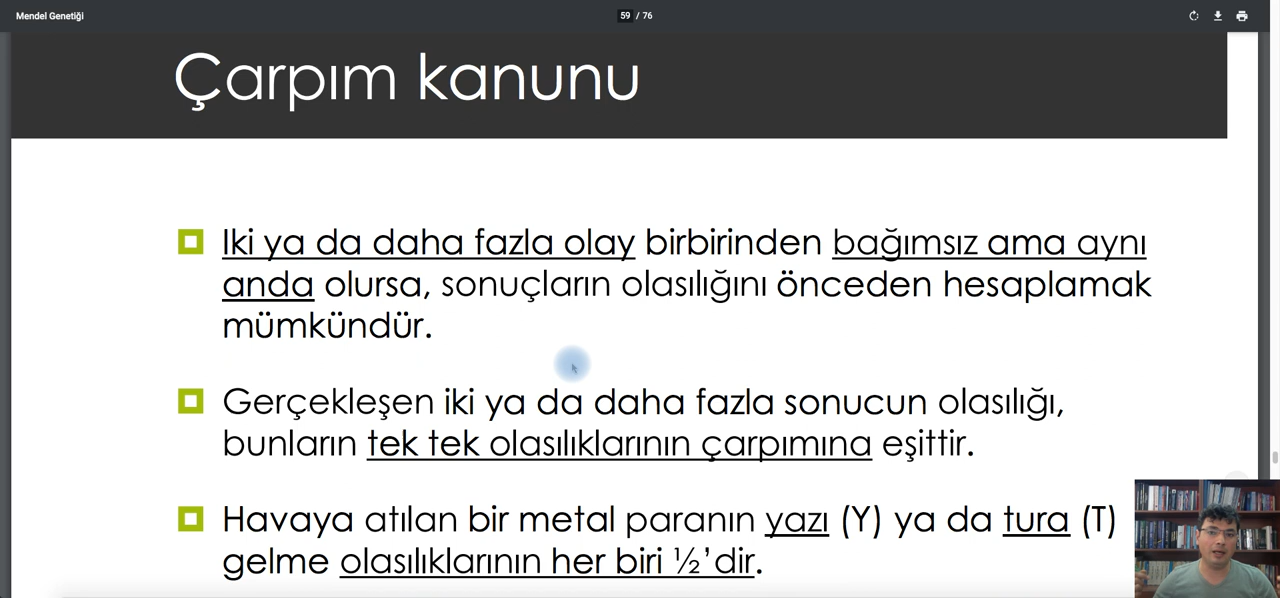 Mendel Genetiği
59 / 76
Çarpım kanunu
Iki ya da daha fazla olay birbirinden bağımsız ama aynı
anda olursa, sonuçların olasılığını önceden hesaplamak
mümkündür.
Gerçekleşen iki ya da daha fazla sonucun olasılığı,
bunların tek tek olasılıklarının çarpımına eşittir.
Havaya atılan bir metal paranın yazı (Y) ya da tura (T)
gelme olasılıklarının her biri ½’dir.